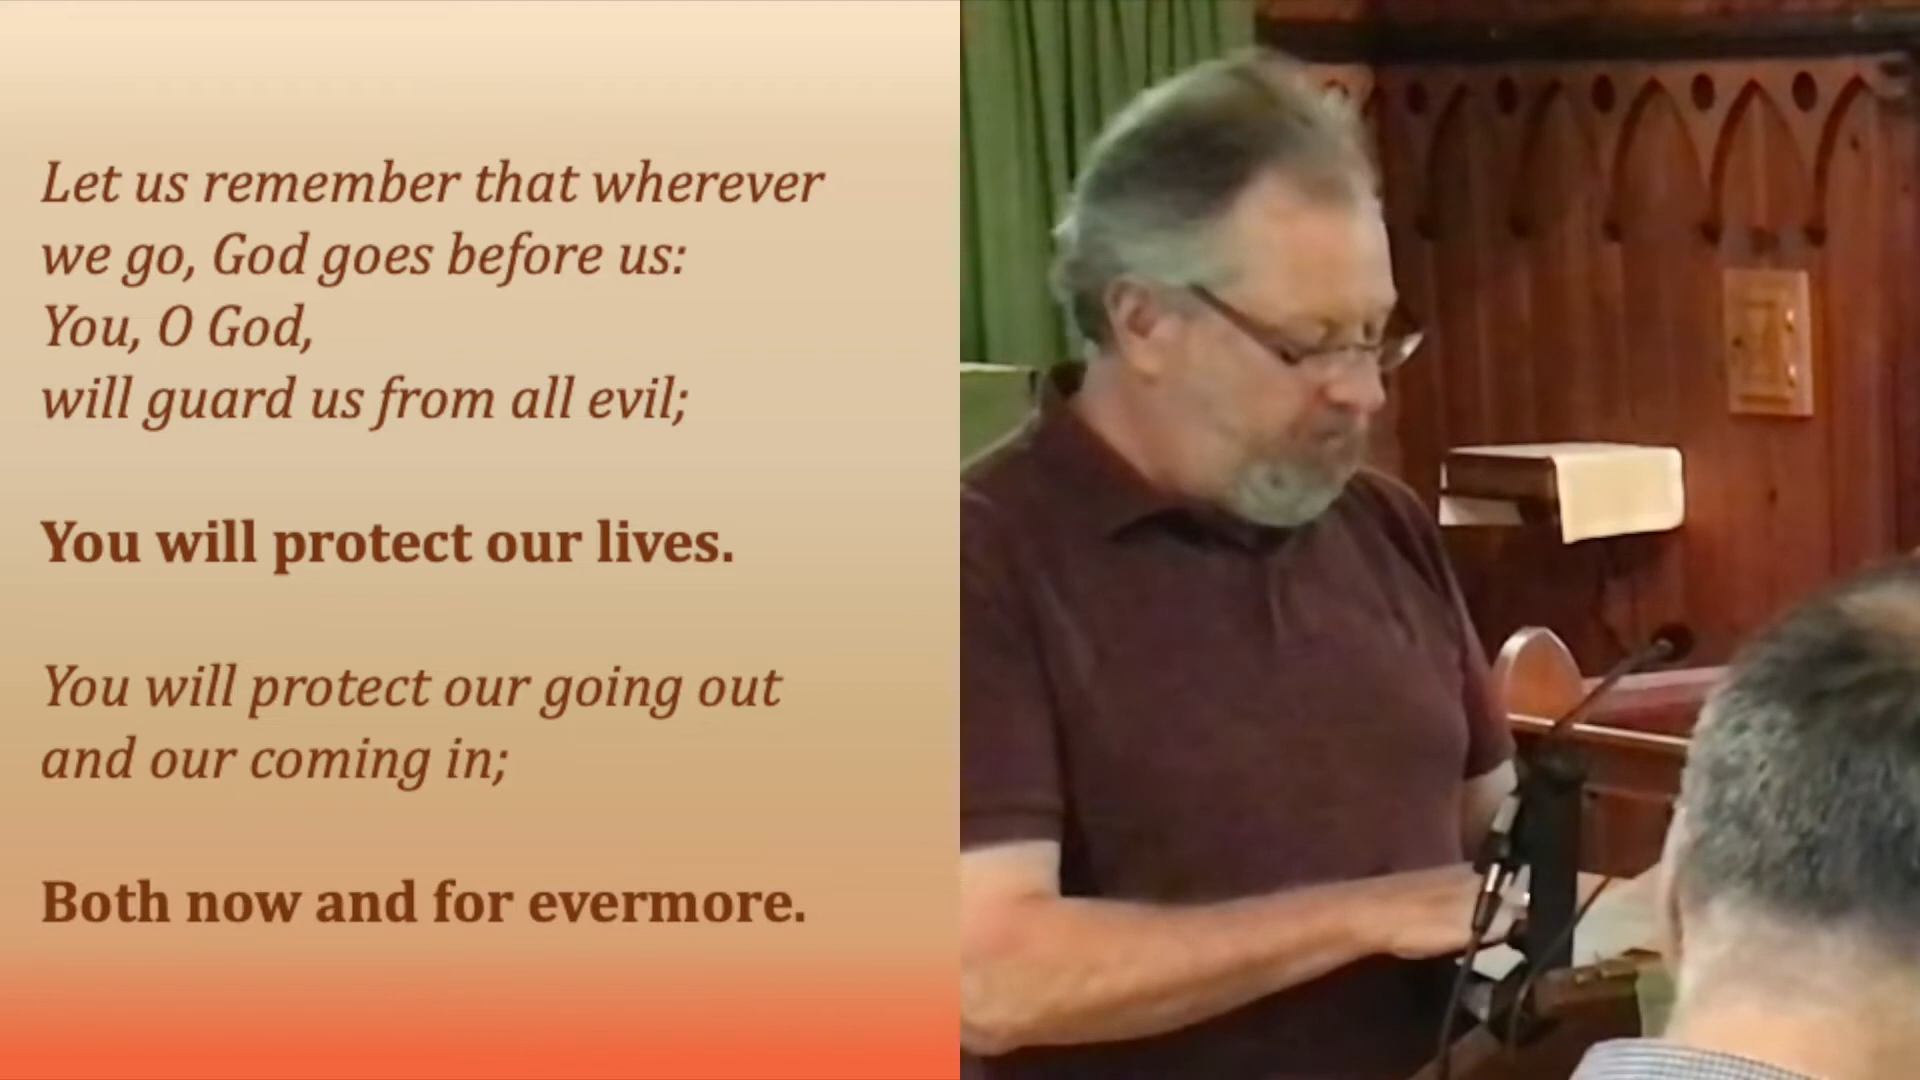 Let us remember that wherever
we go, God goes before us:
You, O God,
will guard us from all evil;
You will protect our lives.
You will protect our going out
and our coming in;
Both now and for evermore.